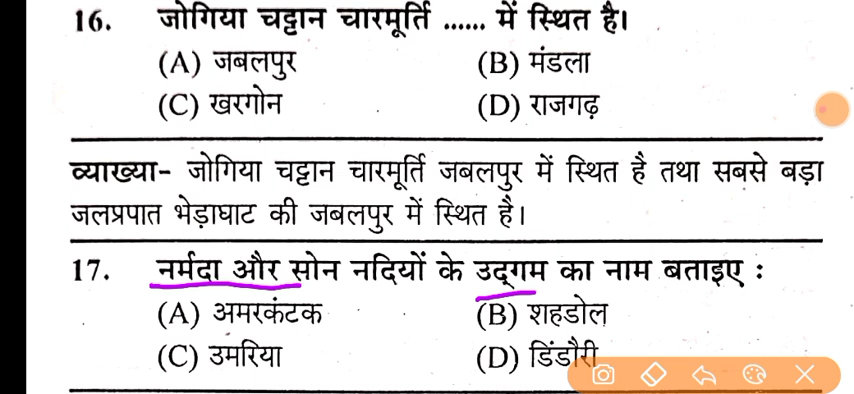 16. जोगिया चट्टान चारमूर्ति ...... में स्थित है।
(A) जबलपुर (B) मंडला
(C) खरगोन (D) राजगढ़
व्याख्या- जोगिया चट्टान चारमूर्ति जबलपुर में स्थित है तथा सबसे बड़ा
जलप्रपात भेड़ाघाट की जबलपुर में स्थित है।
17. नर्मदा और सोन नदियों के उद्गम का नाम बताइए :
(A) अमरकंटक (B) शहडोल
(C) उमरिया (D) डिंडौरी